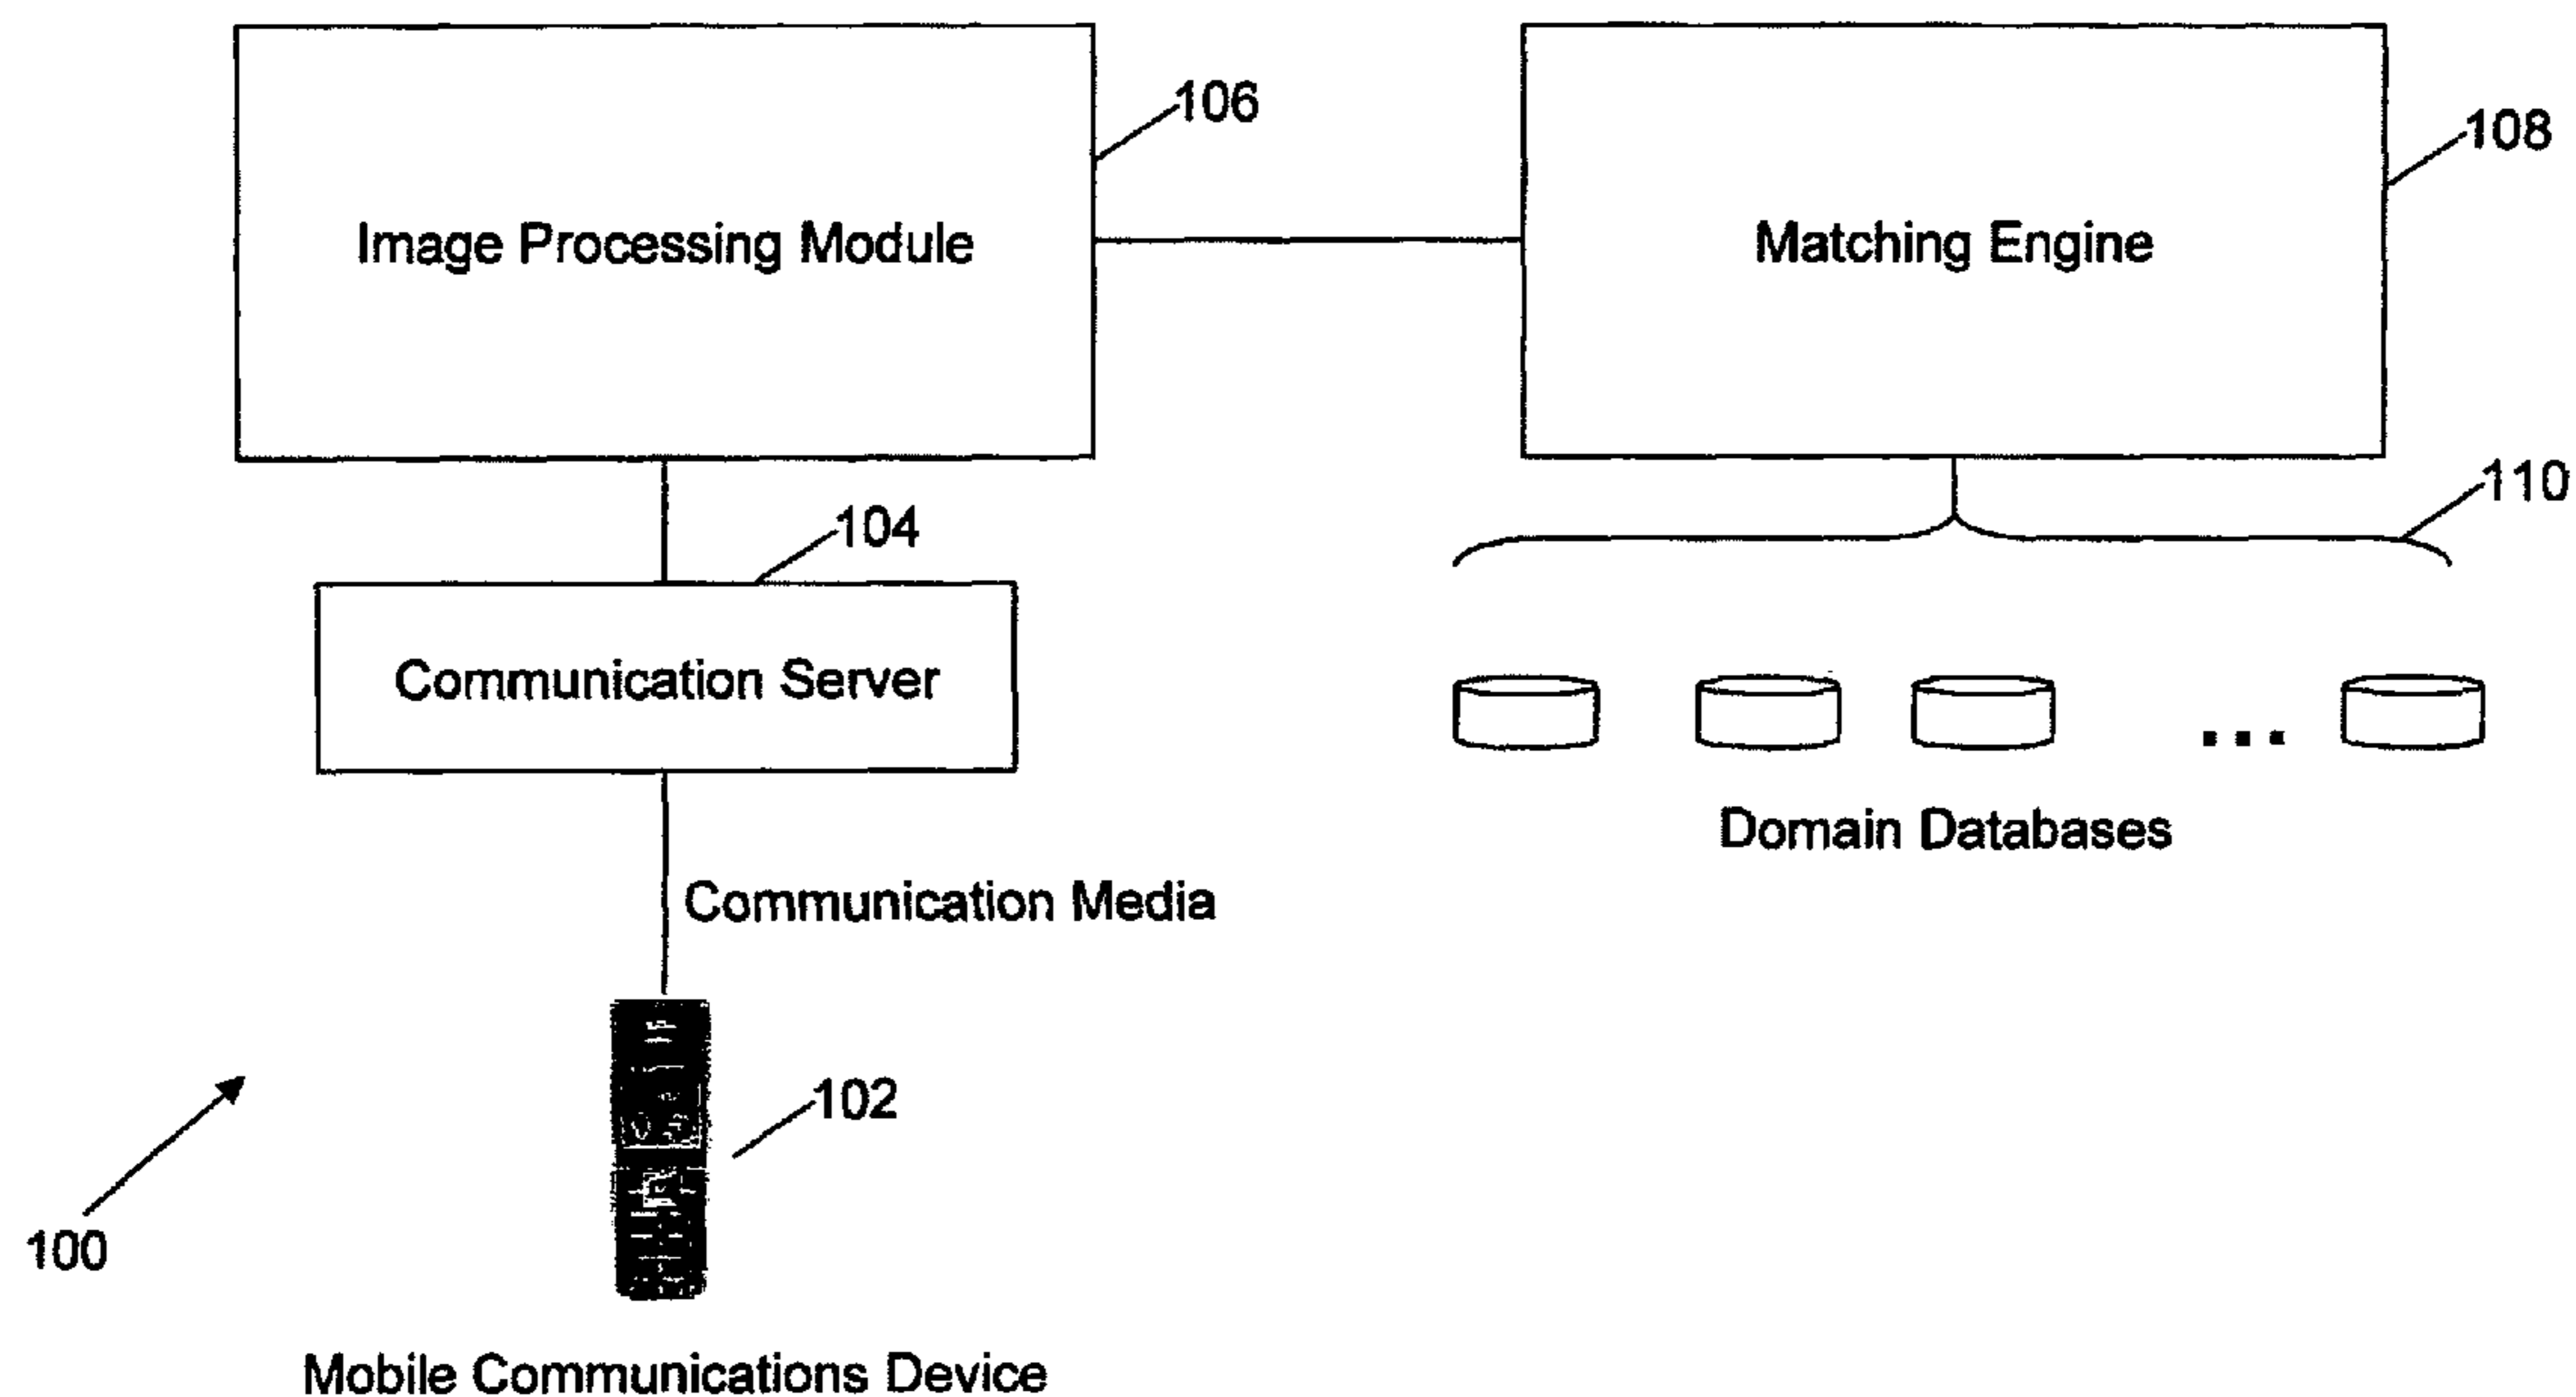 106
108
Image Processing Module
Matching Engine
110
104
Communication Server
Domain Databases
Communication Media
102
100
Mobile Communications Device